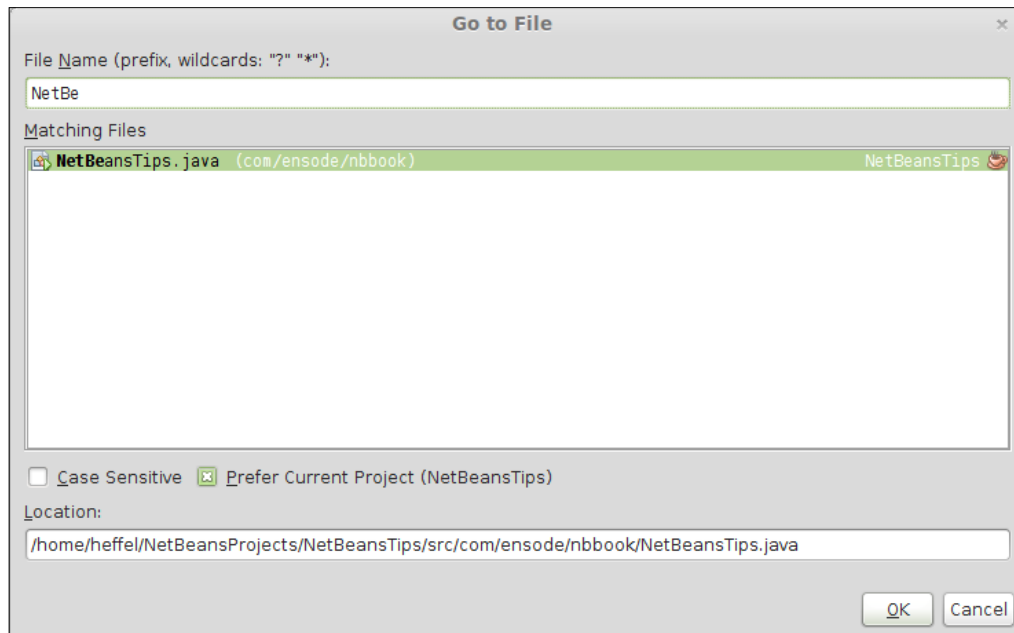 Go to File
File Name (prefix, wildcards: "?" "*"):
NetBe
Matching Files
NetBeansTips.java (com/ensode/nbbook) NetBeansTips
Case Sensitive Prefer Current Project (NetBeansTips)
Location:
/home/heffel/NetBeansProjects/NetBeansTips/src/com/ensode/nbbook/NetBeansTips.java
OK Cancel